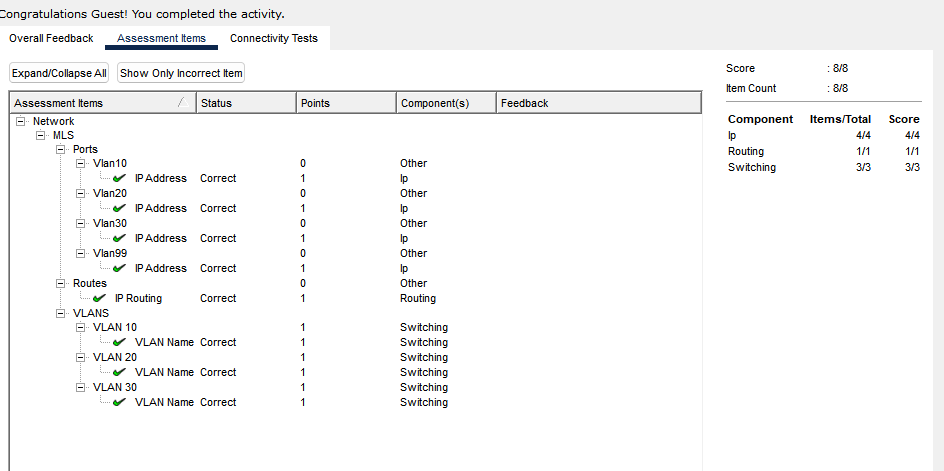 Congratulations Guest! You completed the activity.
Overall Feedback Assessment Items Connectivity Tests
Expand/Collapse All Show Only Incorrect Item
Score : 8/8
Item Count : 8/8
Assessment Items Status Points Component(s) Feedback
Component Items/Total Score
Ip 4/4 4/4
Routing 1/1 1/1
Switching 3/3 3/3
Network
MLS
Ports
Vlan10 0 Other
IP Address Correct 1 Ip
Vlan20 0 Other
IP Address Correct 1 Ip
Vlan30 0 Other
IP Address Correct 1 Ip
Vlan99 0 Other
IP Address Correct 1 Ip
Routes 0 Other
IP Routing Correct 1 Routing
VLANS
VLAN 10 1 Switching
VLAN Name Correct 1 Switching
VLAN 20 1 Switching
VLAN Name Correct 1 Switching
VLAN 30 1 Switching
VLAN Name Correct 1 Switching